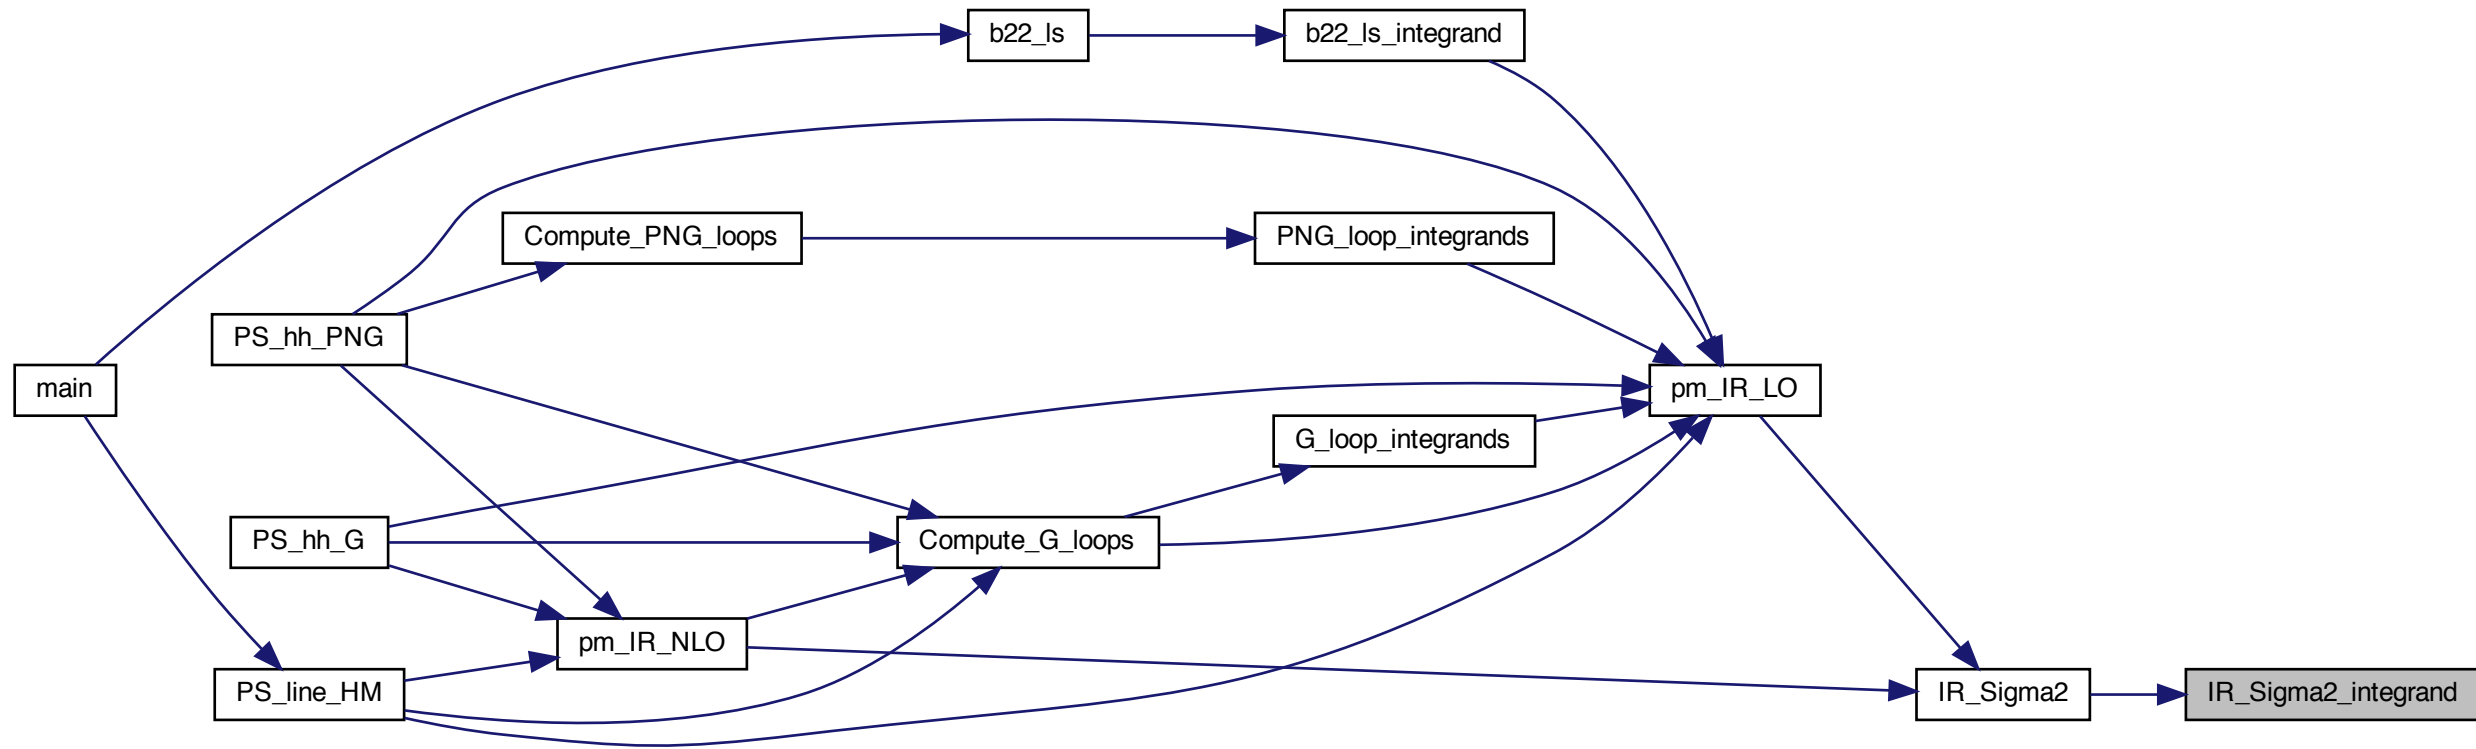 b22_ls
b22_ls_integrand
Compute_PNG_loops
PNG_loop_integrands
PS_hh_PNG
main
pm_IR_LO
G_loop_integrands
PS_hh_G
Compute_G_loops
pm_IR_NLO
PS_line_HM
IR_Sigma2
IR_Sigma2_integrand